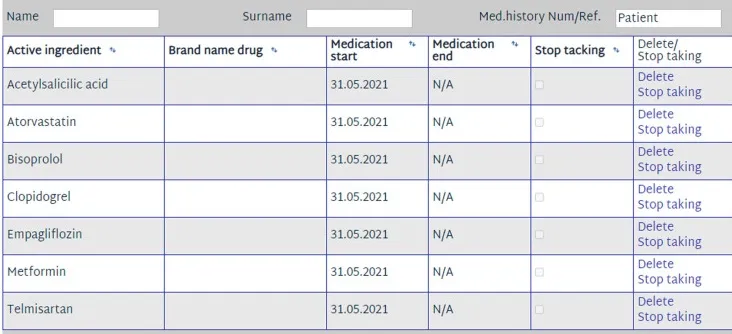 Name Surname Med.history Num/Ref. Patient
Active ingredient Brand name drug Medication start Medication end Stop tacking Delete/ Stop taking
Acetylsalicilic acid 31.05.2021 N/A Delete Stop taking
Atorvastatin 31.05.2021 N/A Delete Stop taking
Bisoprolol 31.05.2021 N/A Delete Stop taking
Clopidogrel 31.05.2021 N/A Delete Stop taking
Empagliflozin 31.05.2021 N/A Delete Stop taking
Metformin 31.05.2021 N/A Delete Stop taking
Telmisartan 31.05.2021 N/A Delete Stop taking